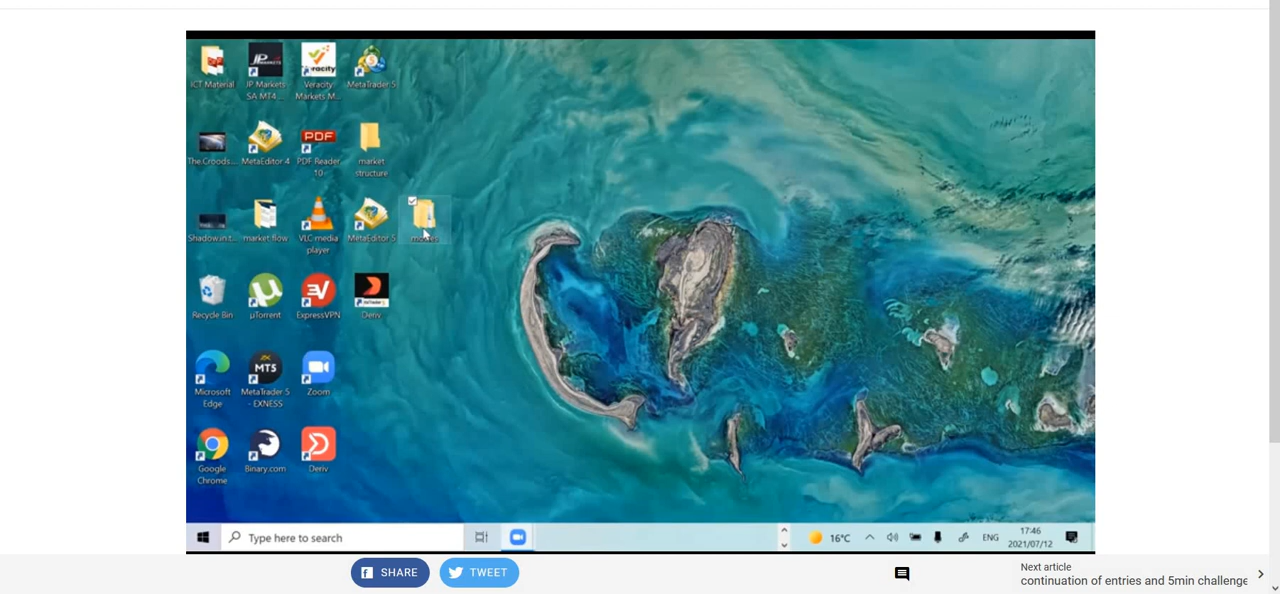 ICT Material
JP Markets
SA MT4 ...
Veracity
Markets M...
MetaTrader 5
The.Croods...
MetaEditor 4
PDF
PDF Reader
10
market
structure
Shadow.in.t...
market flow
VLC media
player
MetaEditor 5
movies
Recycle Bin
µTorrent
ExpressVPN
Deriv
Microsoft
Edge
MT5
MetaTrader 5
- EXNESS
Zoom
Google
Chrome
Binary.com
Deriv
Type here to search
16°C
ENG
17:46
2021/07/12
SHARE
TWEET
Next article
continuation of entries and 5min challenge